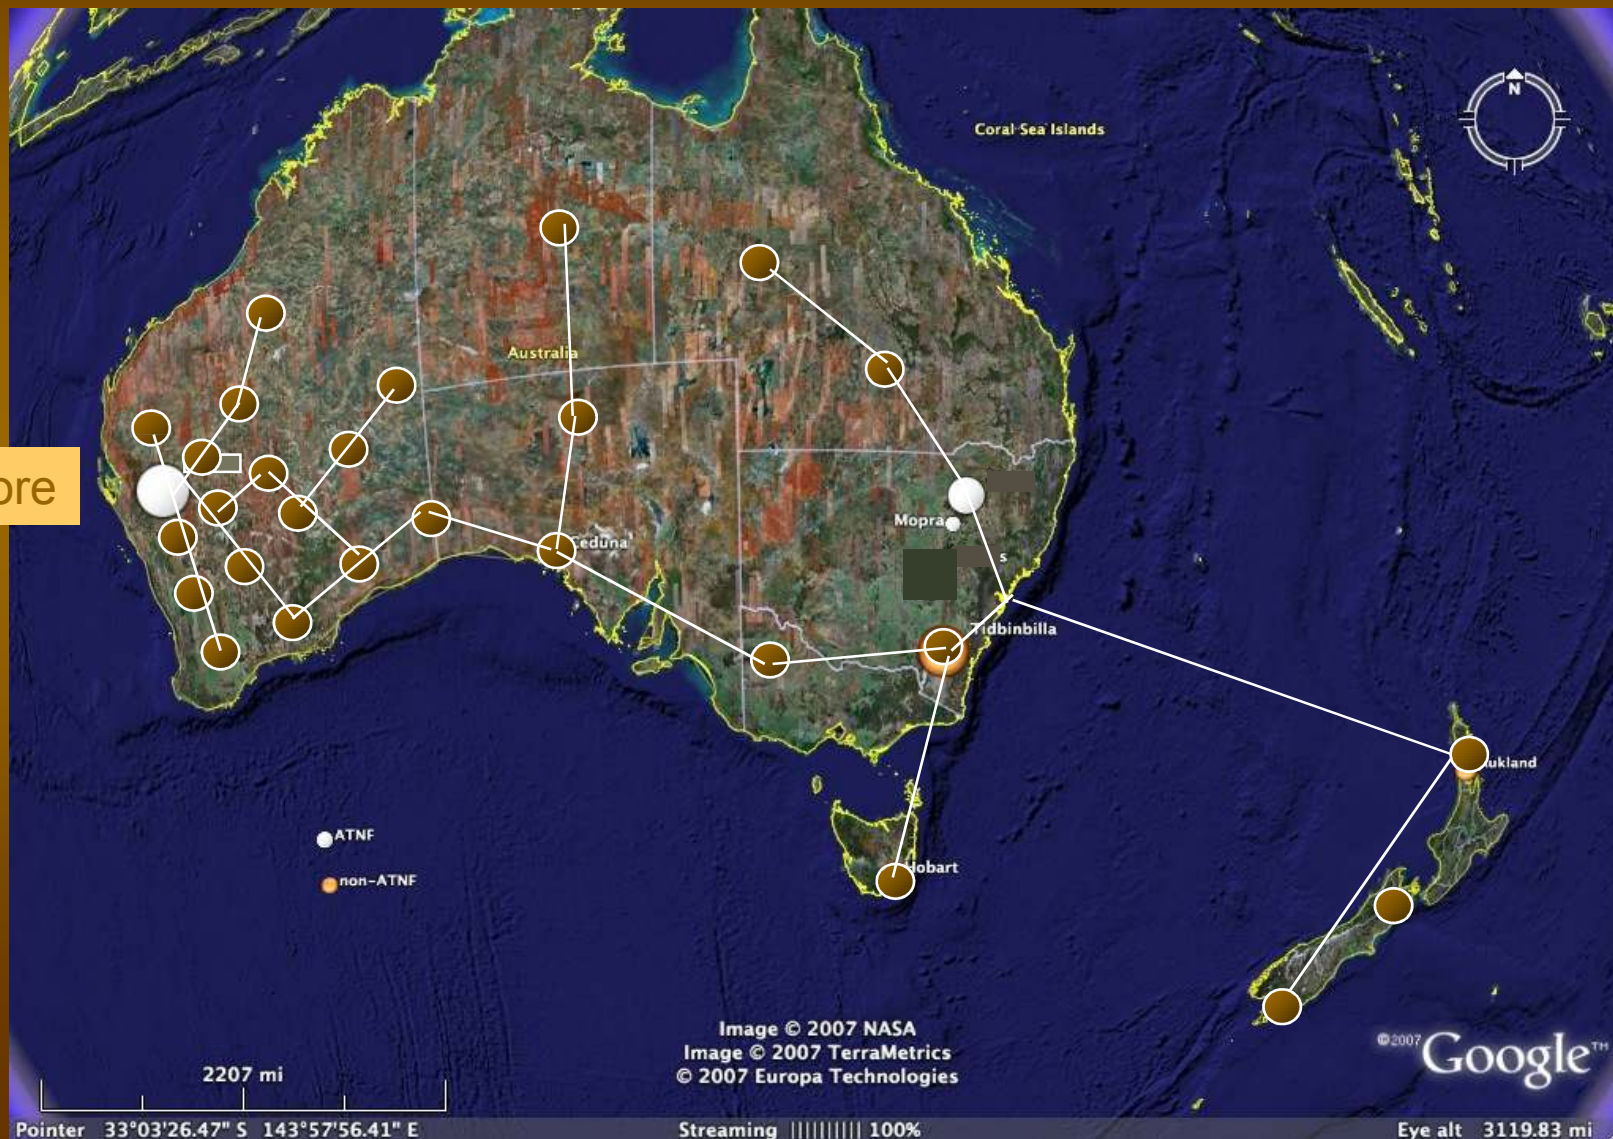 Coral Sea Islands
N
Australia
ore
Mopra
Ceduna
s
Tidbinbilla
ukland
ATNF
Hobart
non-ATNF
Image © 2007 NASA
Image © 2007 TerraMetrics
© 2007 Europa Technologies
©2007 Google™
2207 mi
Pointer 33°03'26.47" S 143°57'56.41" E
Streaming |||||||||| 100%
Eye alt 3119.83 mi